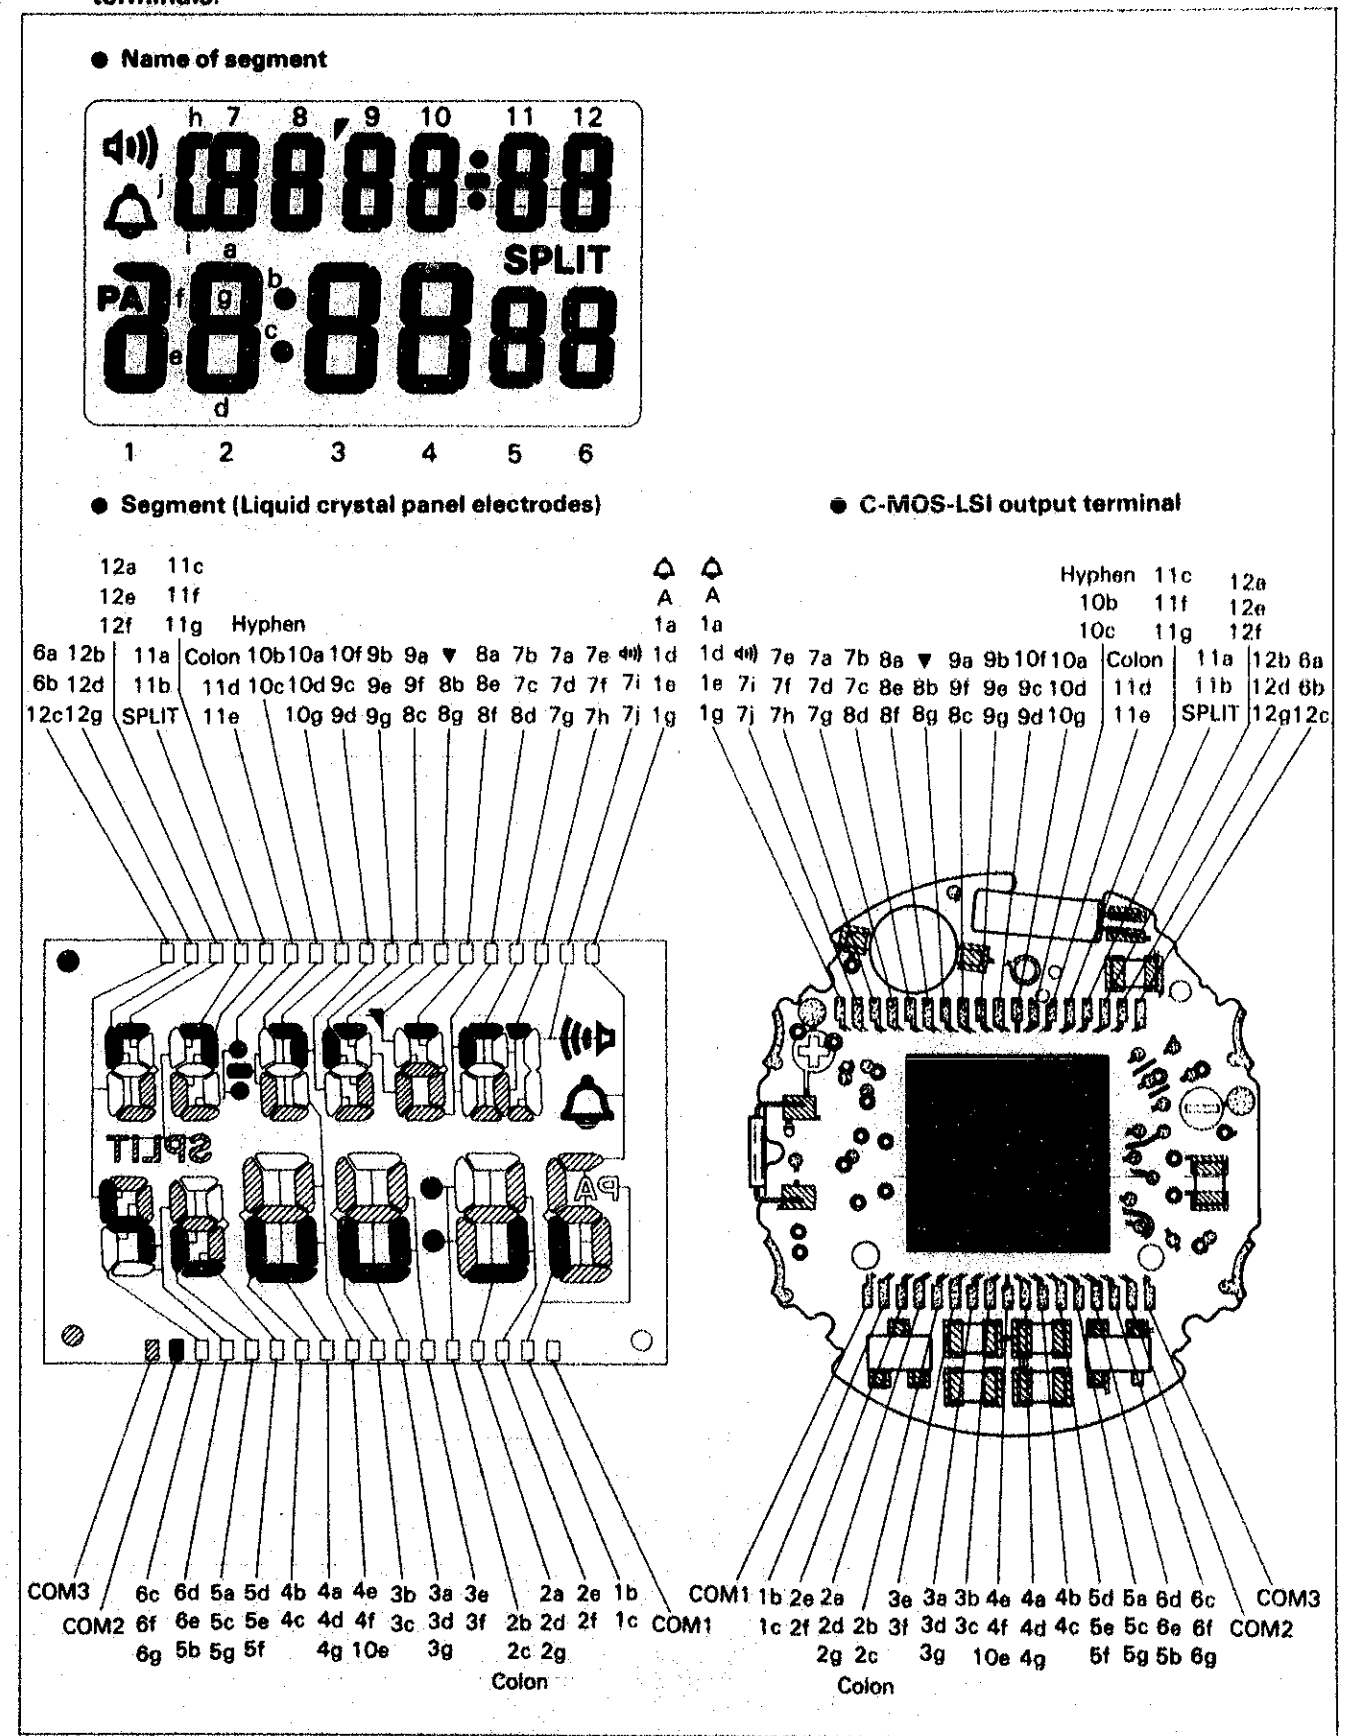 ● Name of segment
h 7 8 9 10 11 12
j
i a
SPLIT
PA f g b
c
e
d
1 2 3 4 5 6
● Segment (Liquid crystal panel electrodes)
● C-MOS-LSI output terminal
12a 11c
12e 11f A
12f 11g Hyphen 1a
6a 12b 11a Colon 10b 10a 10f 9b 9a ▼ 8a 7b 7a 7e 1d
6b 12d 11b 11d 10c 10d 9c 9e 9f 8b 8e 7c 7d 7f 7i 1e
12c 12g SPLIT 11e 10g 9d 9g 8c 8g 8f 8d 7g 7h 7j 1g
Hyphen 11c 12a
A 10b 11f 12e
1a 10c 11g 12f
1d 7e 7a 7b 8a ▼ 9a 9b 10f 10a Colon 11a 12b 6a
1e 7i 7f 7d 7c 8e 8b 9f 9e 9c 10d 11d 11b 12d 6b
1g 7j 7h 7g 8d 8f 8g 8c 9g 9d 10g 11e SPLIT 12g 12c
SPLIT
PA
COM3 6c 6d 5a 5d 4b 4a 4e 3b 3a 3e 2a 2e 1b
COM2 6f 6e 5c 5e 4c 4d 4f 3c 3d 3f 2b 2d 2f 1c COM1
6g 5b 5g 5f 4g 10e 3g 2c 2g
Colon
COM1 1b 2e 2a 3e 3a 3b 4e 4a 4b 5d 5a 6d 6c COM3
1c 2f 2d 2b 3f 3d 3c 4f 4d 4c 5e 5c 6e 6f COM2
2g 2c 3g 10e 4g 5f 5g 5b 6g
Colon